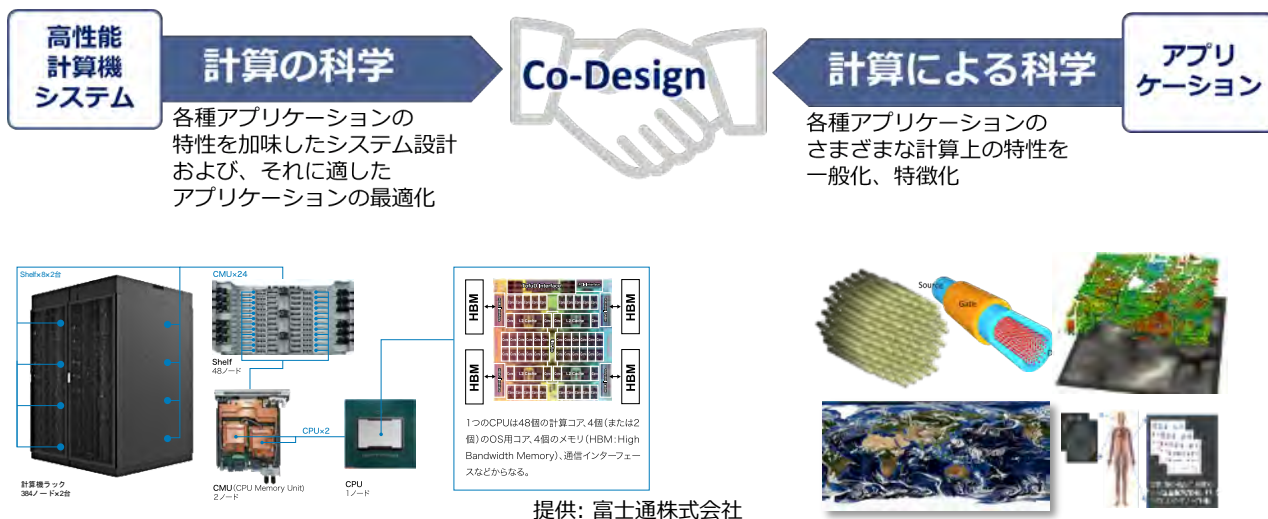 高性能
計算機
システム
計算の科学
Co-Design
計算による科学
アプリ
ケーション
各種アプリケーションの
特性を加味したシステム設計
および、それに適した
アプリケーションの最適化
各種アプリケーションの
さまざまな計算上の特性を
一般化、特徴化
Shelf×8×2台
CMU×24
Shelf
48ノード
CPU×2
計算機ラック
384ノード×2台
CMU(CPU Memory Unit)
2ノード
CPU
1ノード
HBM
HBM
HBM
HBM
TofuD Interface
L2 Cache
L2 Cache
L2 Cache
L2 Cache
1つのCPUは48個の計算コア、4個(または2
個)のOS用コア、4個のメモリ(HBM:High
Bandwidth Memory)、通信インターフェー
スなどからなる。
提供: 富士通株式会社
Source
Gate
D